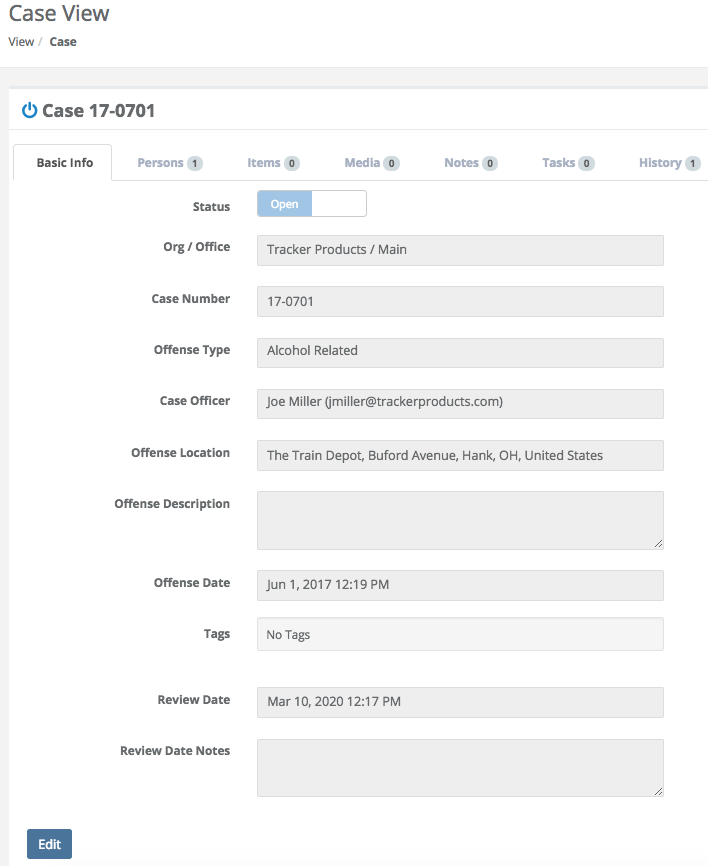 Case View
View / Case
Case 17-0701
Basic Info Persons 1 Items 0 Media 0 Notes 0 Tasks 0 History 1
Status Open
Org / Office Tracker Products / Main
Case Number 17-0701
Offense Type Alcohol Related
Case Officer Joe Miller (jmiller@trackerproducts.com)
Offense Location The Train Depot, Buford Avenue, Hank, OH, United States
Offense Description
Offense Date Jun 1, 2017 12:19 PM
Tags No Tags
Review Date Mar 10, 2020 12:17 PM
Review Date Notes
Edit